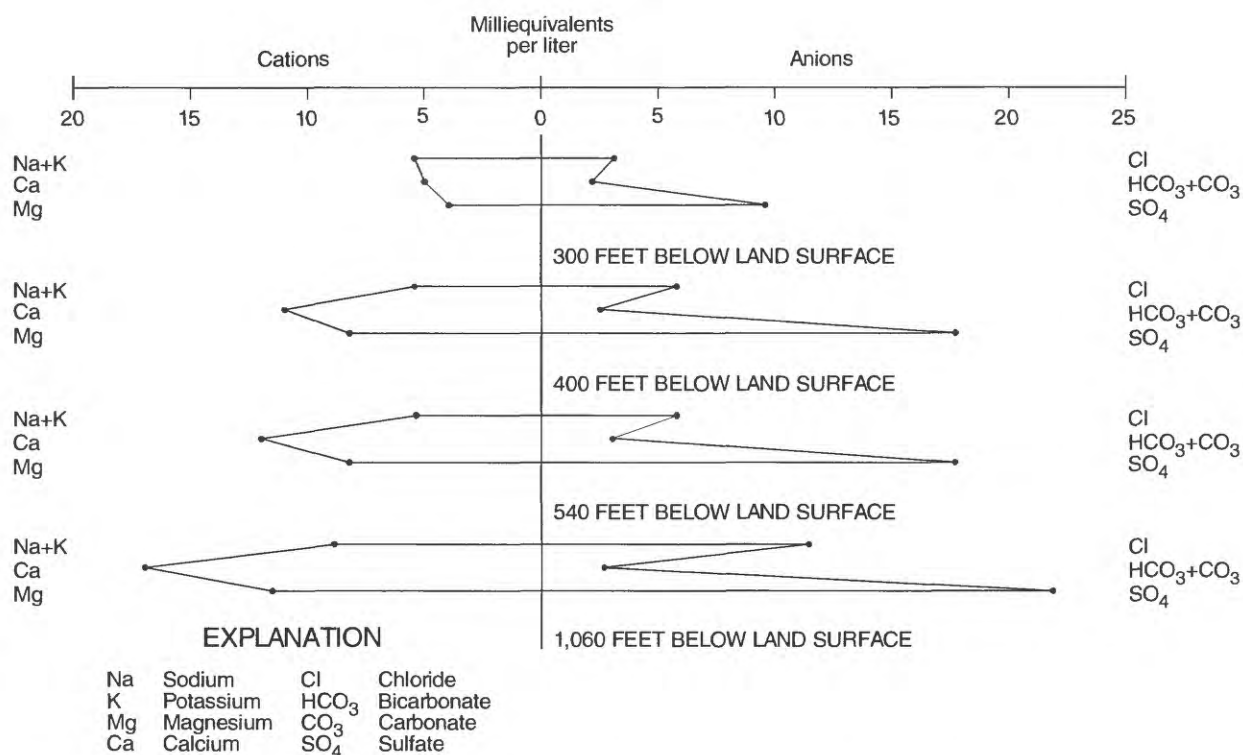 Milliequivalents
per liter
Cations
Anions
20 15 10 5 0 5 10 15 20 25
Na+K Cl
Ca HCO3+CO3
Mg SO4
300 FEET BELOW LAND SURFACE
Na+K Cl
Ca HCO3+CO3
Mg SO4
400 FEET BELOW LAND SURFACE
Na+K Cl
Ca HCO3+CO3
Mg SO4
540 FEET BELOW LAND SURFACE
Na+K Cl
Ca HCO3+CO3
Mg SO4
EXPLANATION
1,060 FEET BELOW LAND SURFACE
Na Sodium Cl Chloride
K Potassium HCO3 Bicarbonate
Mg Magnesium CO3 Carbonate
Ca Calcium SO4 Sulfate